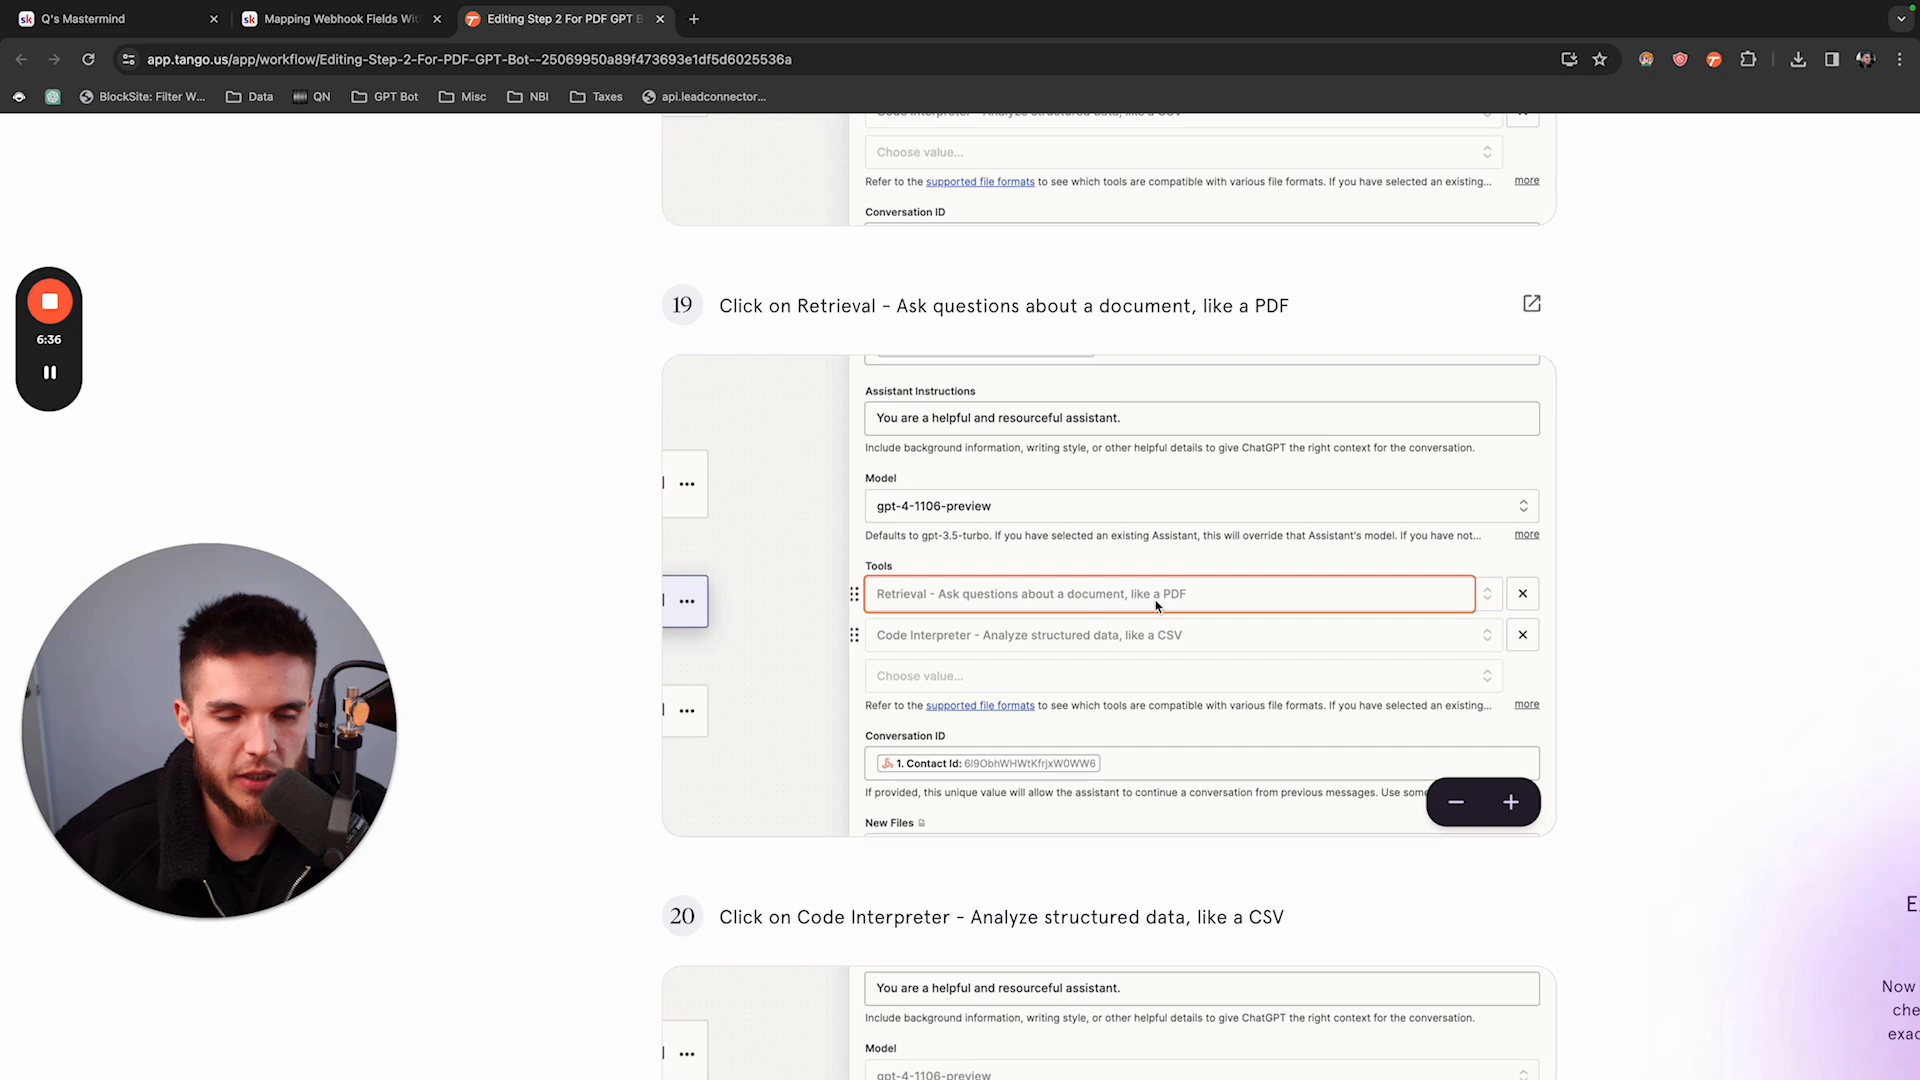 Q's Mastermind
Mapping Webhook Fields Wit
Editing Step 2 For PDF GPT B
app.tango.us/app/workflow/Editing-Step-2-For-PDF-GPT-Bot--25069950a89f473693e1df5d6025536a
BlockSite: Filter W...
Data
QN
GPT Bot
Misc
NBI
Taxes
api.leadconnector...
Code Interpreter - Analyze structured data, like a CSV
Choose value...
Refer to the supported file formats to see which tools are compatible with various file formats. If you have selected an existing... more
Conversation ID
6:36
19 Click on Retrieval - Ask questions about a document, like a PDF
Assistant Instructions
You are a helpful and resourceful assistant.
Include background information, writing style, or other helpful details to give ChatGPT the right context for the conversation.
Model
gpt-4-1106-preview
Defaults to gpt-3.5-turbo. If you have selected an existing Assistant, this will override that Assistant's model. If you have not... more
Tools
Retrieval - Ask questions about a document, like a PDF
Code Interpreter - Analyze structured data, like a CSV
Choose value...
Refer to the supported file formats to see which tools are compatible with various file formats. If you have selected an existing... more
Conversation ID
1. Contact Id: 6l9ObhWHWtKfrjxW0WW6
If provided, this unique value will allow the assistant to continue a conversation from previous messages. Use some
New Files
20 Click on Code Interpreter - Analyze structured data, like a CSV
You are a helpful and resourceful assistant.
Include background information, writing style, or other helpful details to give ChatGPT the right context for the conversation.
Model
gpt-4-1106-preview
E
Now
che
exac